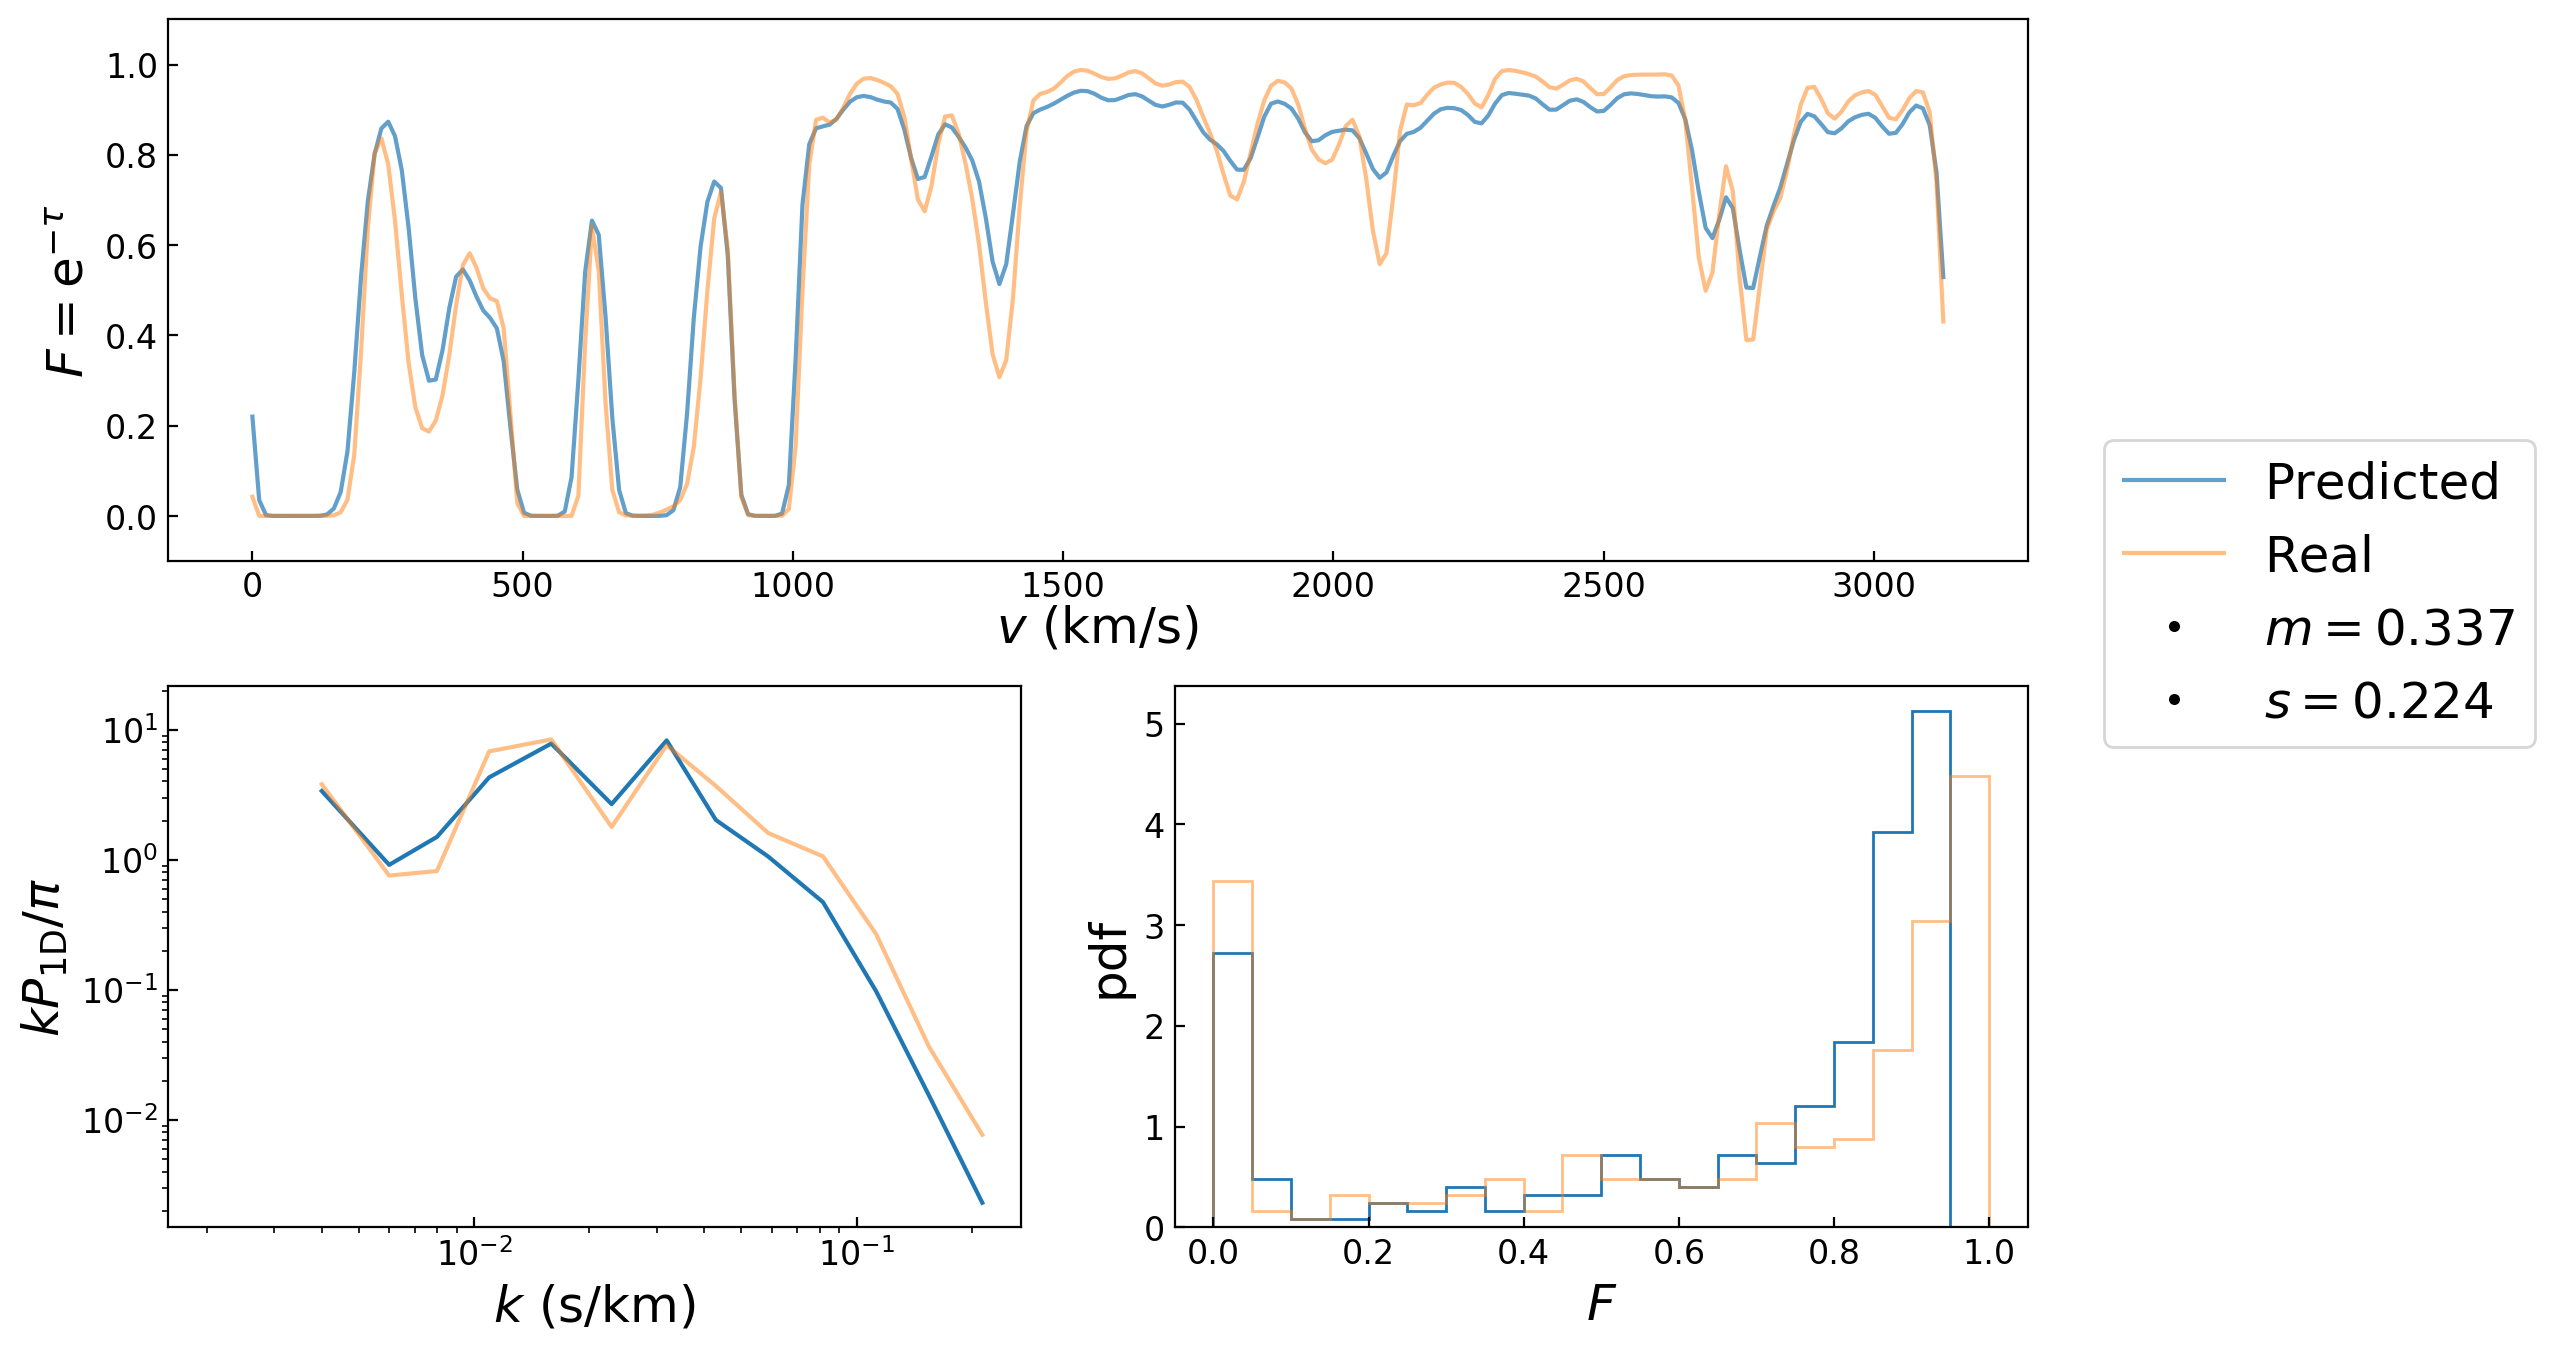 1.0
0.8
0.6
0.4
0.2
0.0
F = e^{-τ}
0 500 1000 1500 2000 2500 3000
v (km/s)
Predicted
Real
m = 0.337
s = 0.224
10^1
10^0
10^{-1}
10^{-2}
kP_{1D}/π
10^{-2} 10^{-1}
k (s/km)
5
4
3
2
1
0
pdf
0.0 0.2 0.4 0.6 0.8 1.0
F